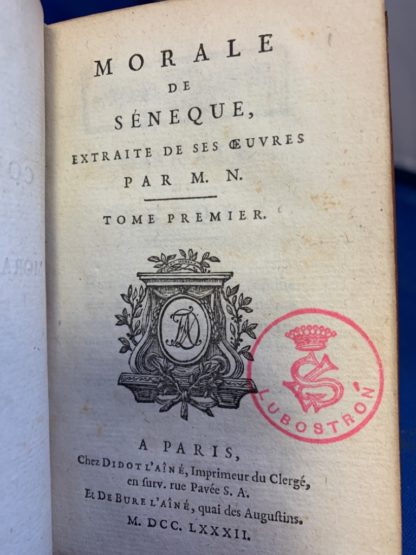 MORALE
DE
SÉNEQUE,
EXTRAITE DE SES ŒUVRES
PAR M. N.
TOME PREMIER.
LUBOSTROŃ
A PARIS,
Chez DIDOT L'AÎNÉ, Imprimeur du Clergé,
en surv. rue Pavée S. A.
Et DE BURE L'AÎNÉ, quai des Augustins.
M. DCC. LXXXII.